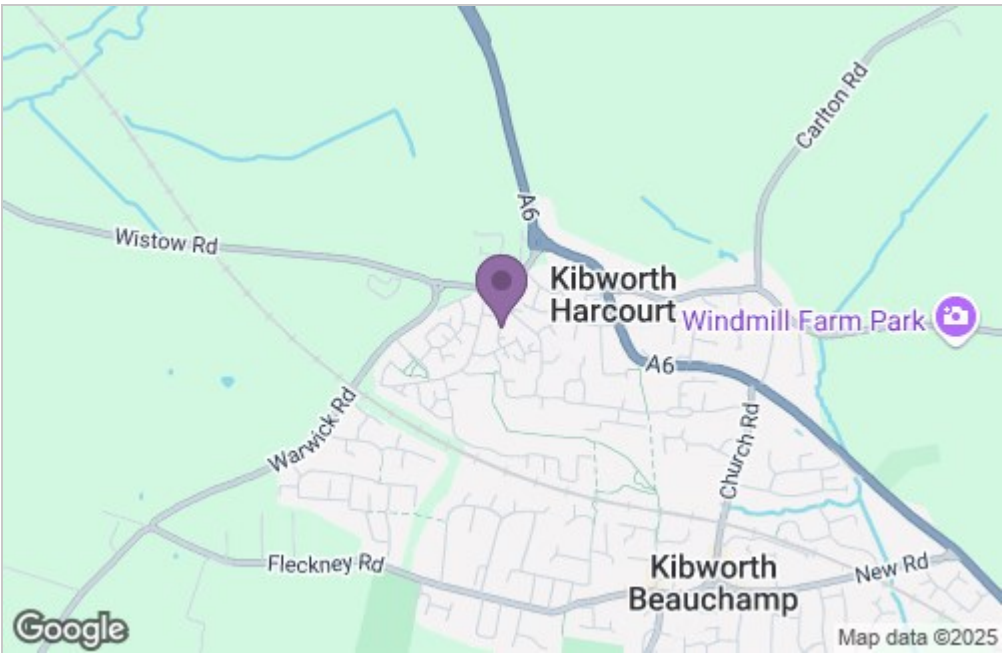 Carlton Rd
A6
Wistow Rd
Kibworth
Harcourt
Windmill Farm Park
A6
Warwick Rd
Church Rd
Fleckney Rd
Kibworth
Beauchamp
New Rd
Google
Map data ©2025